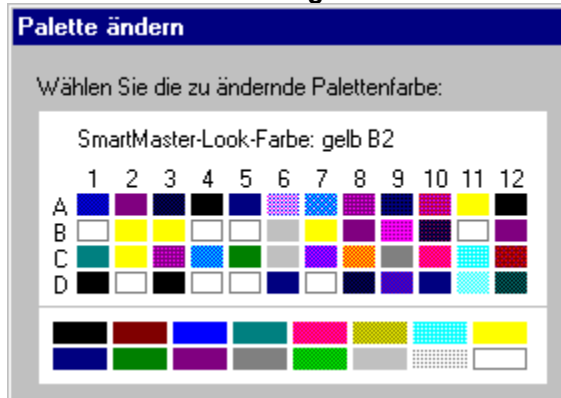 Palette ändern
Wählen Sie die zu ändernde Palettenfarbe:
SmartMaster-Look-Farbe: gelb B2
1 2 3 4 5 6 7 8 9 10 11 12
A
B
C
D